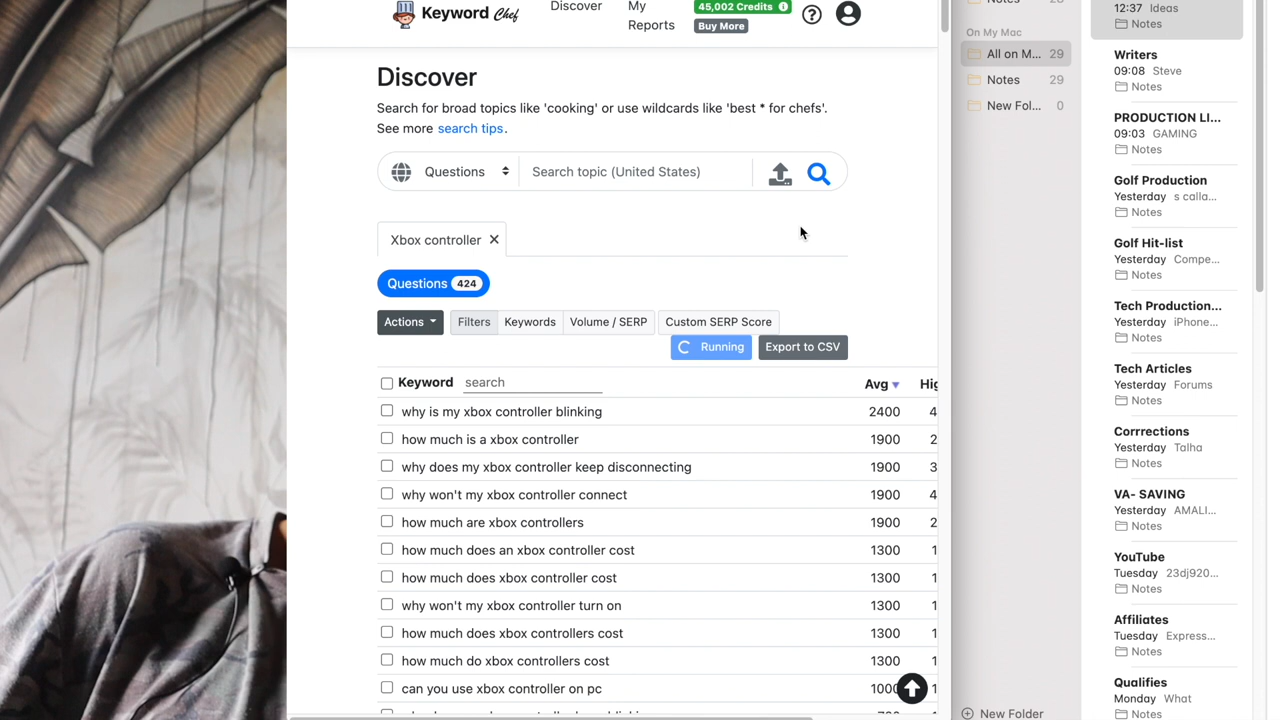 Keyword Chef
Discover
My
Reports
45,002 Credits
Buy More
Discover
Search for broad topics like 'cooking' or use wildcards like 'best * for chefs'.
See more search tips.
Questions
Search topic (United States)
Xbox controller
Questions 424
Actions
Filters
Keywords
Volume / SERP
Custom SERP Score
Running
Export to CSV
Keyword search Avg
why is my xbox controller blinking 2400
how much is a xbox controller 1900
why does my xbox controller keep disconnecting 1900
why won't my xbox controller connect 1900
how much are xbox controllers 1900
how much does an xbox controller cost 1300
how much does xbox controller cost 1300
why won't my xbox controller turn on 1300
how much does xbox controllers cost 1300
how much do xbox controllers cost 1300
can you use xbox controller on pc 1000
On My Mac
All on M... 29
Notes 29
New Fol... 0
New Folder
12:37 Ideas
Notes
Writers
09:08 Steve
Notes
PRODUCTION LI...
09:03 GAMING
Notes
Golf Production
Yesterday s calla...
Notes
Golf Hit-list
Yesterday Compe...
Notes
Tech Production...
Yesterday iPhone...
Notes
Tech Articles
Yesterday Forums
Notes
Corrrections
Yesterday Talha
Notes
VA- SAVING
Yesterday AMALI...
Notes
YouTube
Tuesday 23dj920...
Notes
Affiliates
Tuesday Express...
Notes
Qualifies
Monday What
Notes